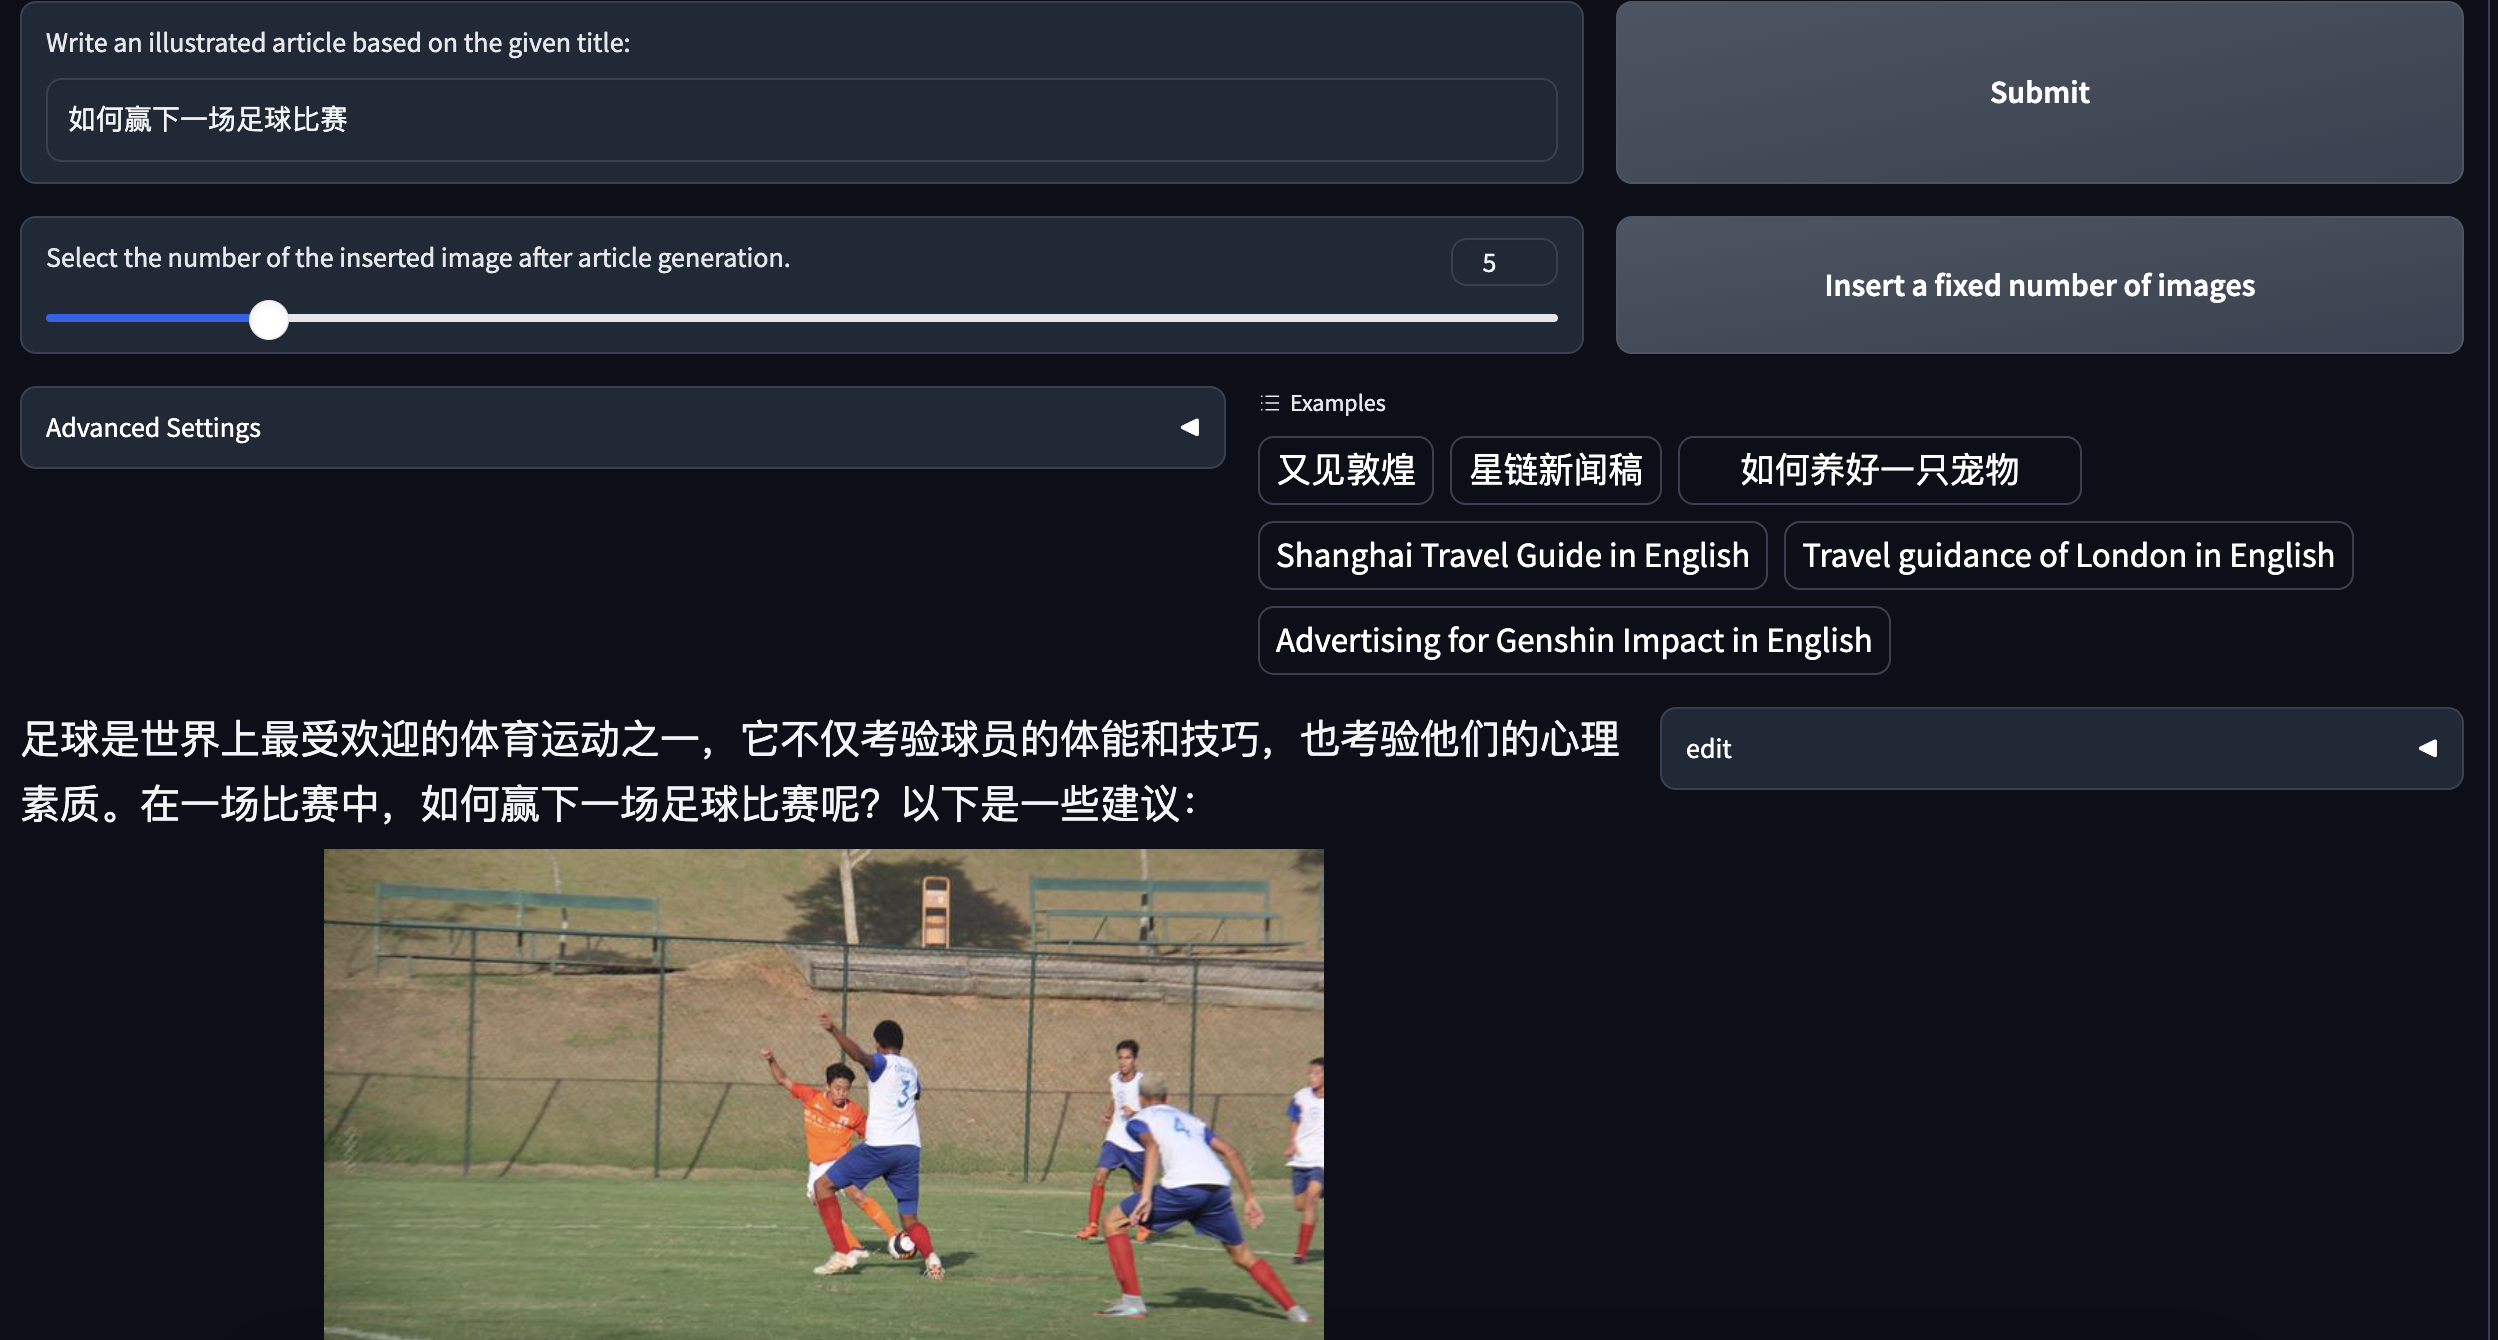 Write an illustrated article based on the given title:
如何赢下一场足球比赛
Submit
Select the number of the inserted image after article generation.
5
Insert a fixed number of images
Advanced Settings
Examples
又见敦煌
星链新闻稿
如何养好一只宠物
Shanghai Travel Guide in English
Travel guidance of London in English
Advertising for Genshin Impact in English
足球是世界上最受欢迎的体育运动之一，它不仅考验球员的体能和技巧，也考验他们的心理
素质。在一场比赛中，如何赢下一场足球比赛呢？以下是一些建议：
edit
3
4